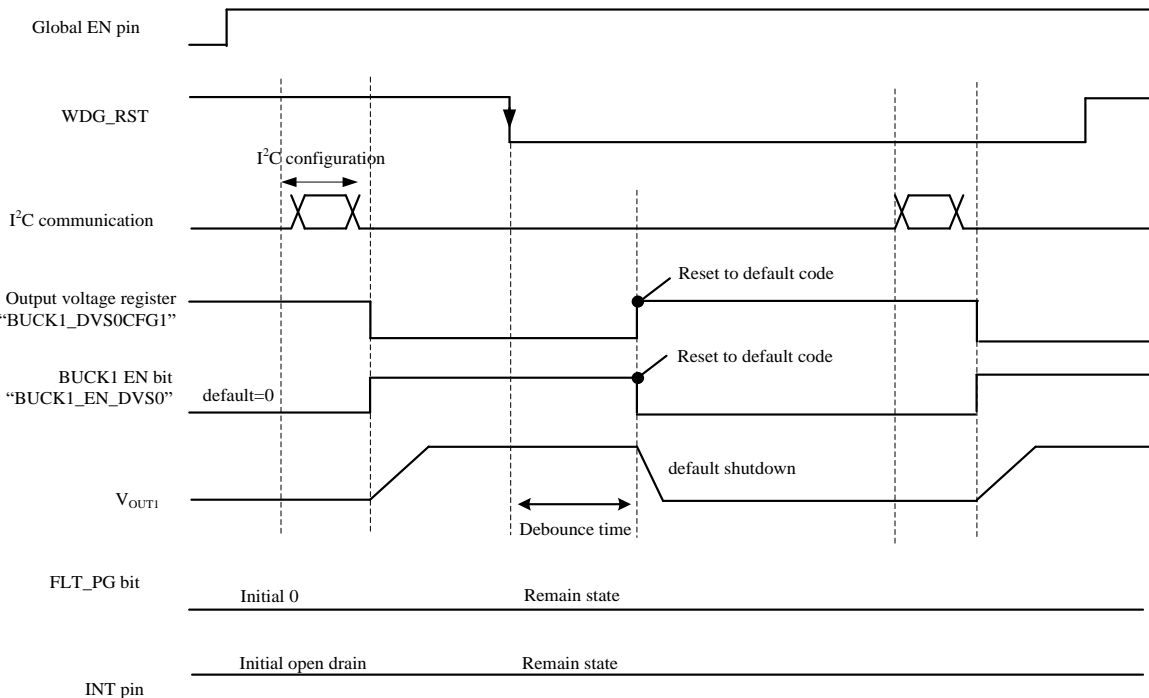 Global EN pin
WDG_RST
I²C configuration
I²C communication
Reset to default code
Output voltage register
“BUCK1_DVS0CFG1”
Reset to default code
BUCK1 EN bit
“BUCK1_EN_DVS0”
default=0
default shutdown
VOUT1
Debounce time
FLT_PG bit
Initial 0
Remain state
Initial open drain
Remain state
INT pin